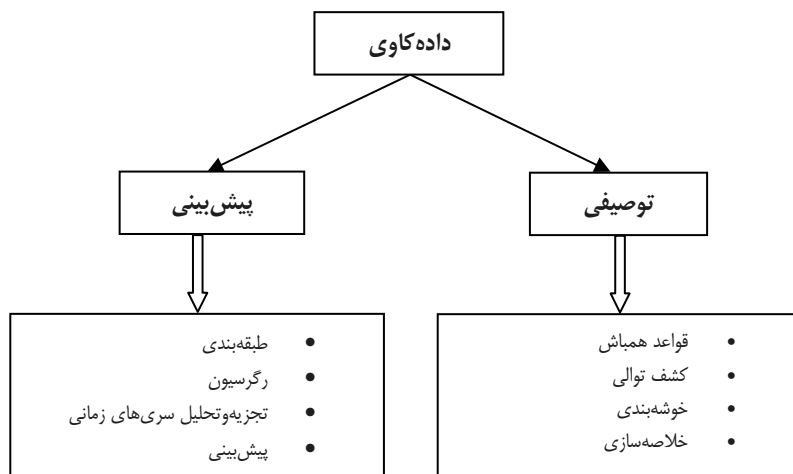 داده‌کاوی
توصیفی
پیش‌بینی
• قواعد همباش
• کشف توالی
• خوشه‌بندی
• خلاصه‌سازی
• طبقه‌بندی
• رگرسیون
• تجزیه‌وتحلیل سری‌های زمانی
• پیش‌بینی